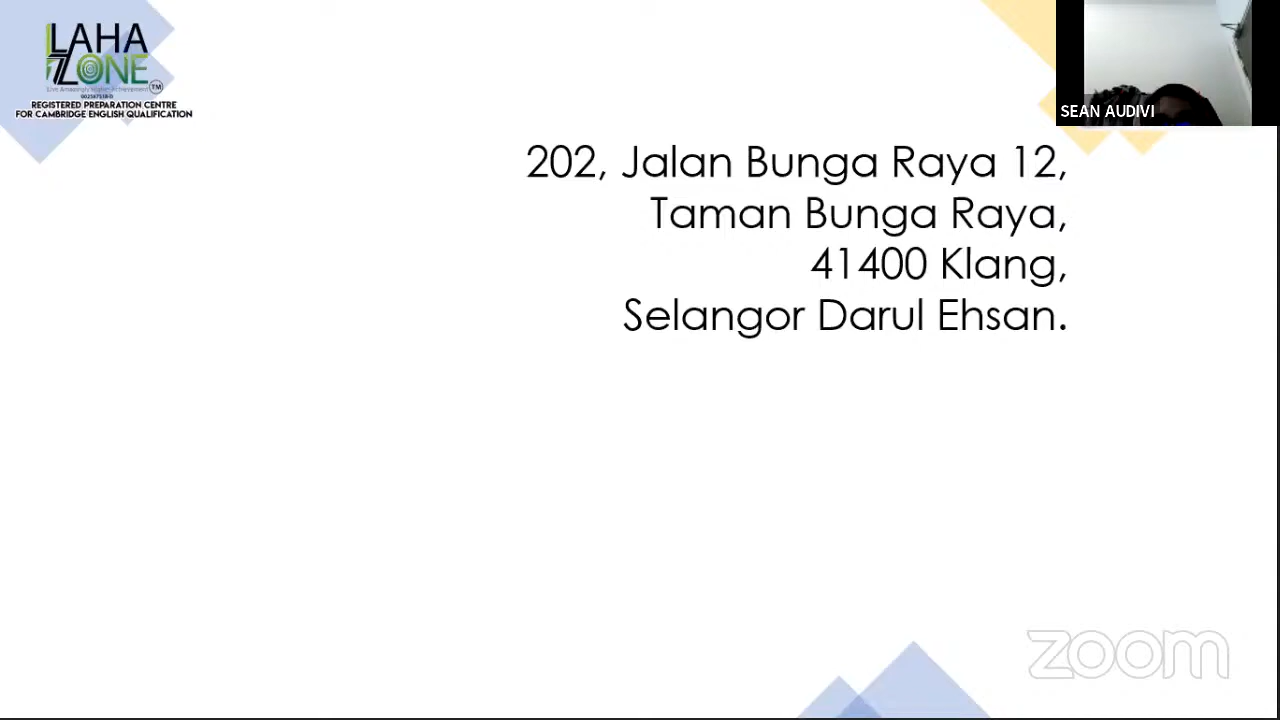 LAHA
ZONE
TM
REGISTERED PREPARATION CENTRE
FOR CAMBRIDGE ENGLISH QUALIFICATION
SEAN AUDIVI
202, Jalan Bunga Raya 12,
Taman Bunga Raya,
41400 Klang,
Selangor Darul Ehsan.
zoom